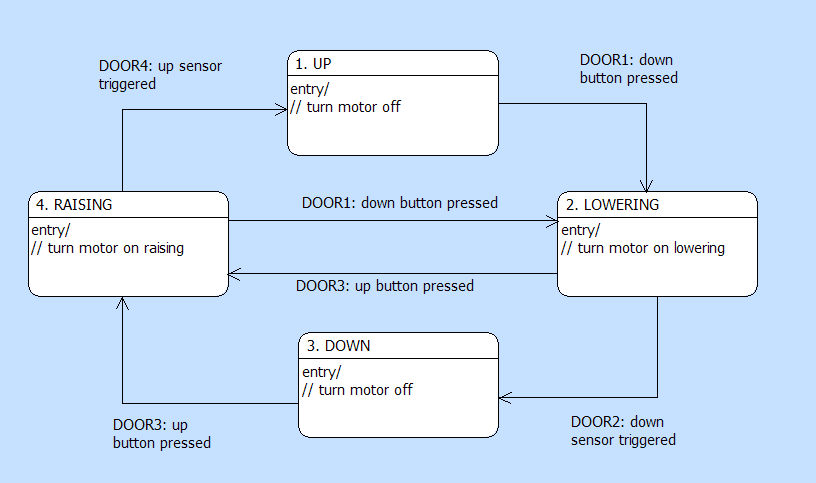 DOOR4: up sensor
triggered
1. UP
entry/
// turn motor off
DOOR1: down
button pressed
4. RAISING
entry/
// turn motor on raising
DOOR1: down button pressed
2. LOWERING
entry/
// turn motor on lowering
DOOR3: up button pressed
3. DOWN
entry/
// turn motor off
DOOR3: up
button pressed
DOOR2: down
sensor triggered